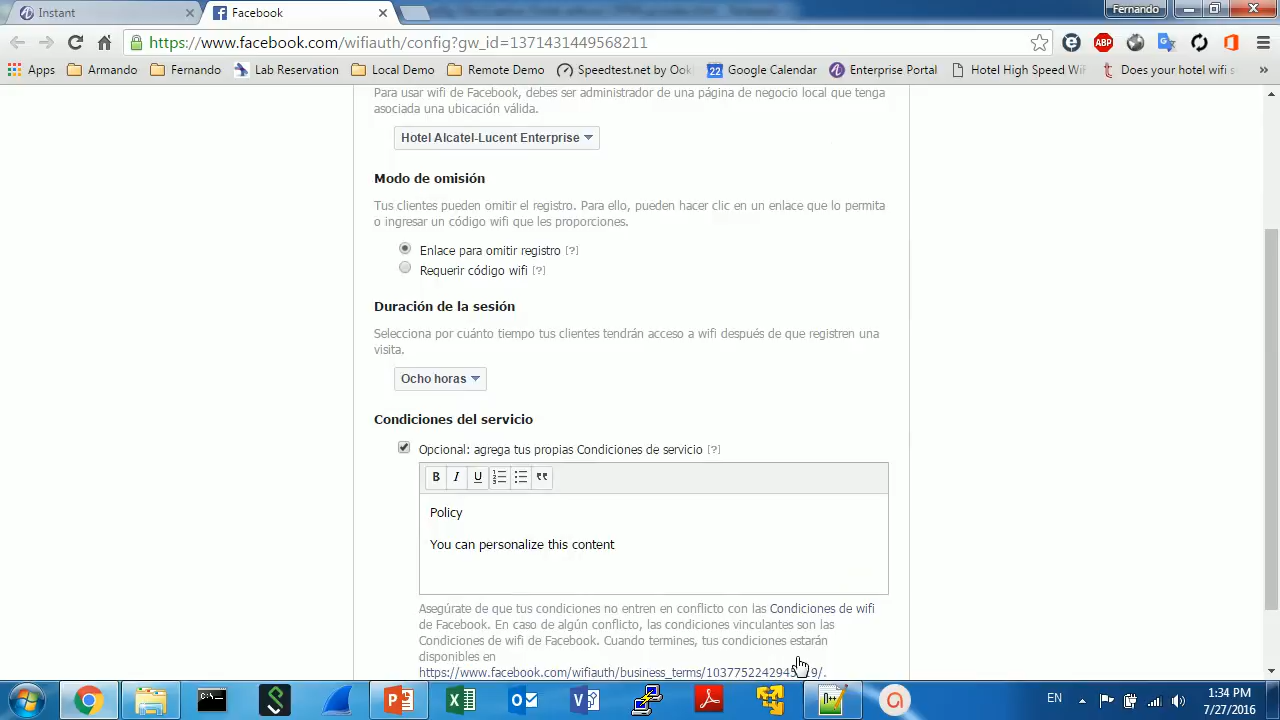 Instant
Facebook
Fernando
https://www.facebook.com/wifiauth/config?gw_id=1371431449568211
Apps Armando Fernando Lab Reservation Local Demo Remote Demo Speedtest.net by Ook Google Calendar Enterprise Portal Hotel High Speed Wi Does your hotel wifi s »
Para usar wifi de Facebook, debes ser administrador de una página de negocio local que tenga
asociada una ubicación válida.
Hotel Alcatel-Lucent Enterprise
Modo de omisión
Tus clientes pueden omitir el registro. Para ello, pueden hacer clic en un enlace que lo permita
o ingresar un código wifi que les proporciones.
Enlace para omitir registro [?]
Requerir código wifi [?]
Duración de la sesión
Selecciona por cuánto tiempo tus clientes tendrán acceso a wifi después de que registren una
visita.
Ocho horas
Condiciones del servicio
Opcional: agrega tus propias Condiciones de servicio [?]
B I U
Policy
You can personalize this content
Asegúrate de que tus condiciones no entren en conflicto con las Condiciones de wifi
de Facebook. En caso de algún conflicto, las condiciones vinculantes son las
Condiciones de wifi de Facebook. Cuando termines, tus condiciones estarán
disponibles en
EN
1:34 PM
7/27/2016